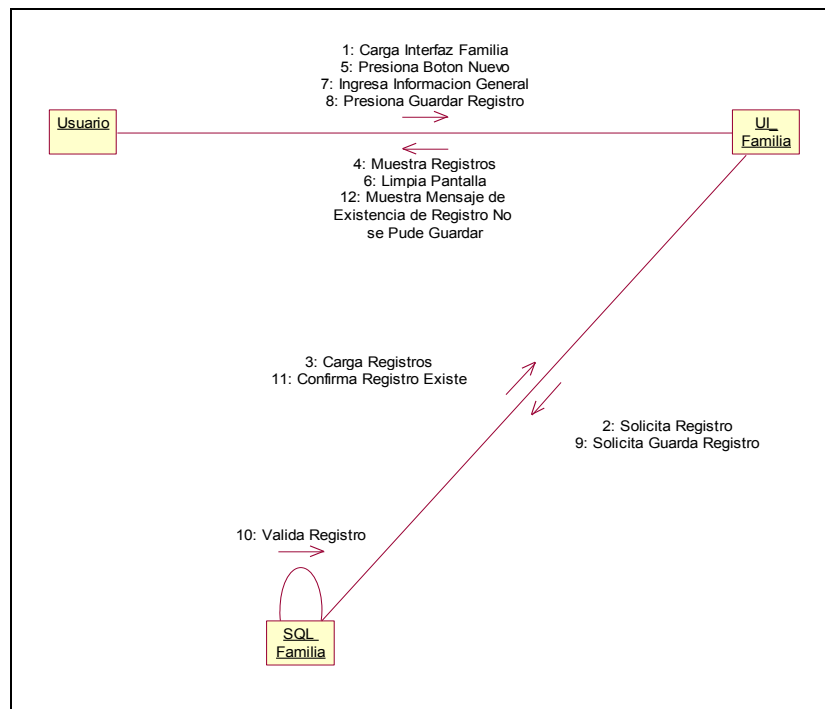 1: Carga Interfaz Familia
5: Presiona Boton Nuevo
7: Ingresa Informacion General
8: Presiona Guardar Registro
Usuario
UI_
Familia
4: Muestra Registros
6: Limpia Pantalla
12: Muestra Mensaje de
Existencia de Registro No
se Pude Guardar
3: Carga Registros
11: Confirma Registro Existe
2: Solicita Registro
9: Solicita Guarda Registro
10: Valida Registro
SQL_
Familia